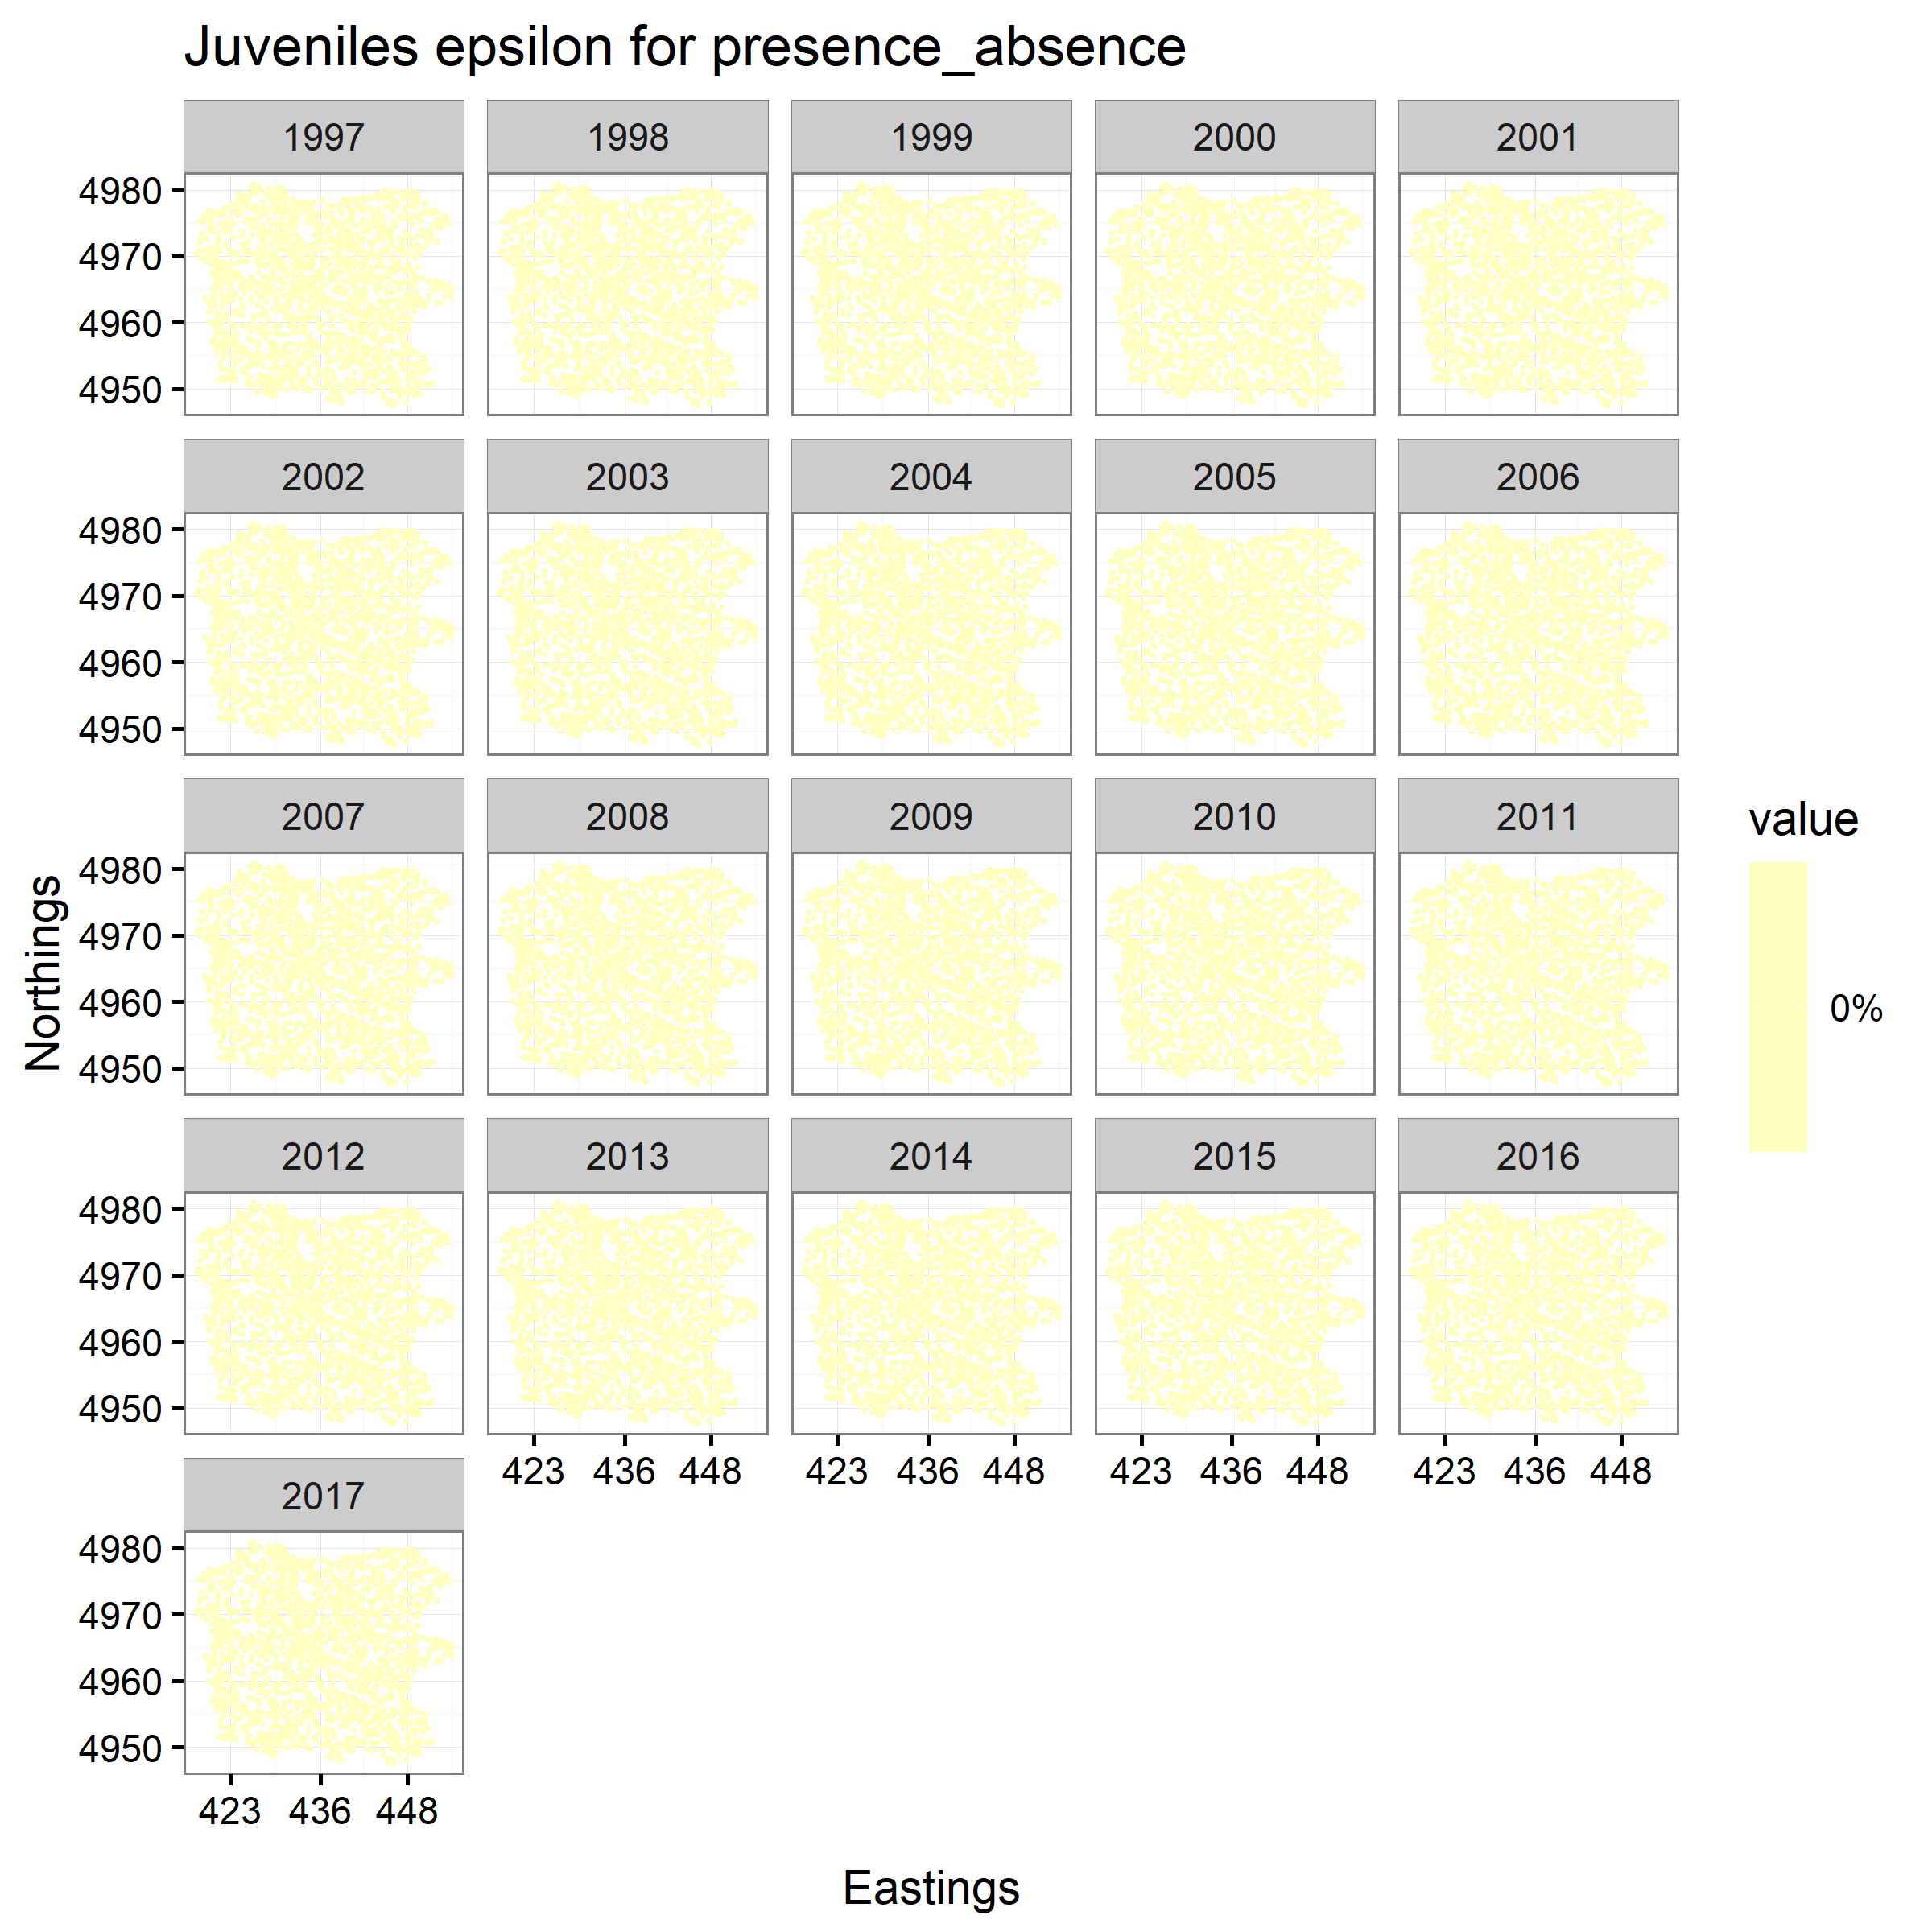 Juveniles epsilon for presence_absence
1997 1998 1999 2000 2001
4980
4970
4960
4950
2002 2003 2004 2005 2006
4980
4970
4960
4950
2007 2008 2009 2010 2011
4980
4970
4960
4950
2012 2013 2014 2015 2016
4980
4970
4960
4950
423 436 448 423 436 448 423 436 448 423 436 448
2017
4980
4970
4960
4950
423 436 448
Northings
Eastings
value
0%